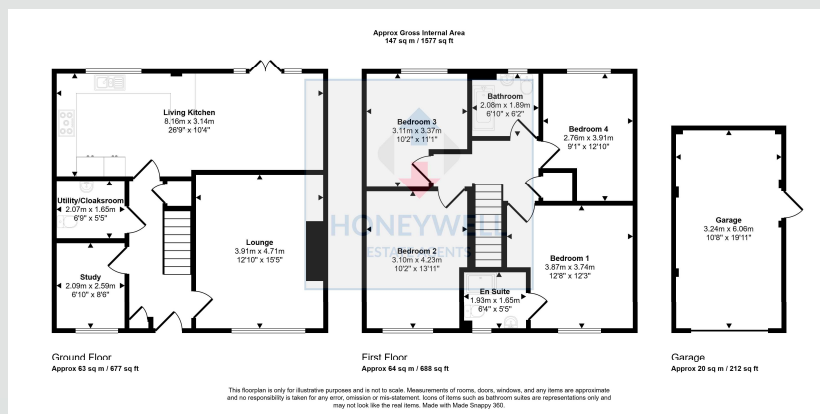 Approx Gross Internal Area
147 sq m / 1577 sq ft
Living Kitchen
8.16m x 3.14m
26'9" x 10'4"
Utility/Cloaksroom
2.07m x 1.65m
6'9" x 5'5"
Study
2.09m x 2.59m
6'10" x 8'6"
Lounge
3.91m x 4.71m
12'10" x 15'5"
Ground Floor
Approx 63 sq m / 677 sq ft
Bedroom 3
3.11m x 3.37m
10'2" x 11'1"
Bathroom
2.08m x 1.89m
6'10" x 6'2"
Bedroom 4
2.76m x 3.91m
9'1" x 12'10"
HONEYWELL
ESTATE AGENTS
Bedroom 2
3.10m x 4.23m
10'2" x 13'11"
Bedroom 1
3.87m x 3.74m
12'8" x 12'3"
En Suite
1.93m x 1.65m
6'4" x 5'5"
First Floor
Approx 64 sq m / 688 sq ft
Garage
3.24m x 6.06m
10'8" x 19'11"
Garage
Approx 20 sq m / 212 sq ft
This floorplan is only for illustrative purposes and is not to scale. Measurements of rooms, doors, windows, and any items are approximate
and no responsibility is taken for any error, omission or mis-statement. Icons of items such as bathroom suites are representations only and
may not look like the real items. Made with Made Snappy 360.